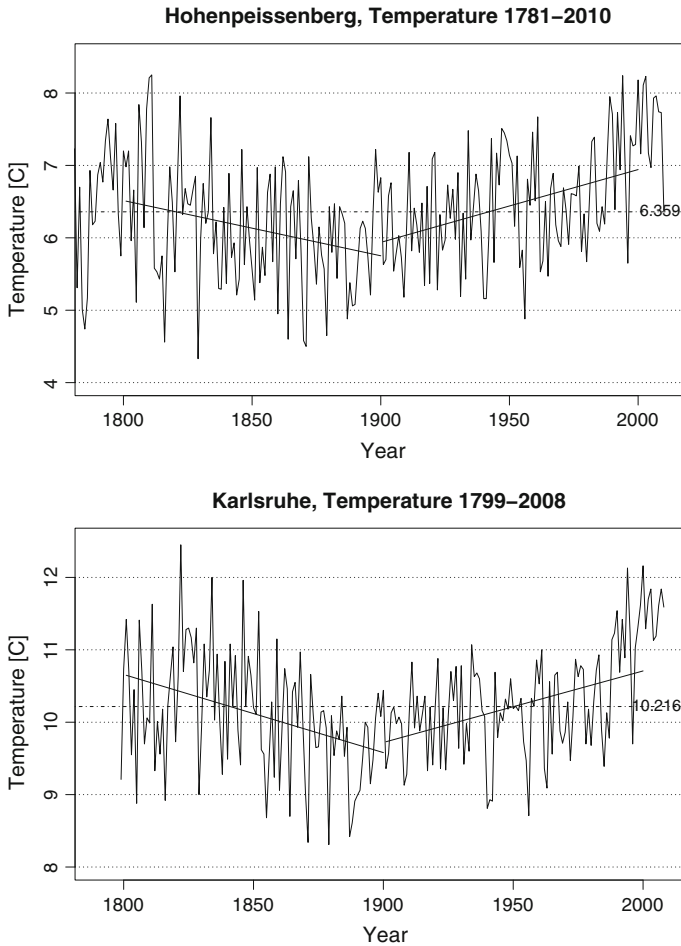 Hohenpeissenberg, Temperature 1781−2010
Temperature [C]
8
7
6
5
4
6.359
1800 1850 1900 1950 2000
Year
Karlsruhe, Temperature 1799−2008
Temperature [C]
12
11
10
9
8
10.216
1800 1850 1900 1950 2000
Year